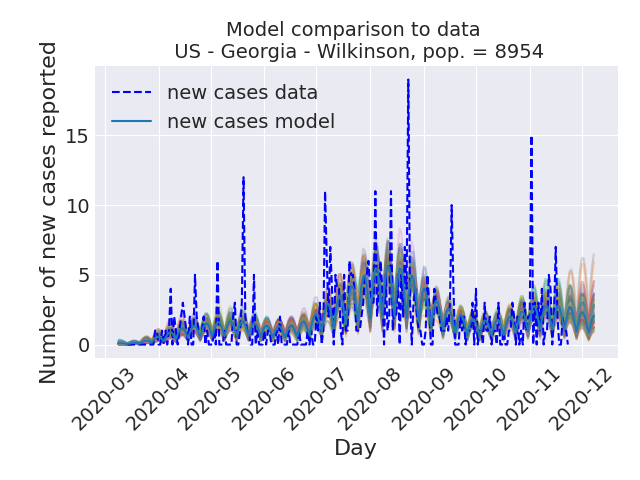 Model comparison to data
US - Georgia - Wilkinson, pop. = 8954
new cases data
new cases model
Number of new cases reported
15
10
5
0
2020-03
2020-04
2020-05
2020-06
2020-07
2020-08
2020-09
2020-10
2020-11
2020-12
Day